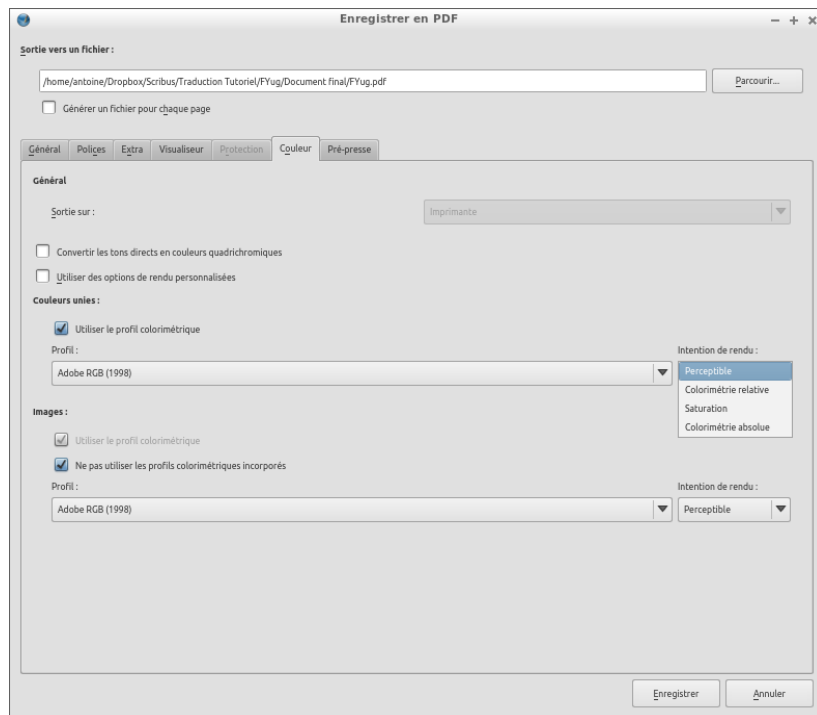 Enregistrer en PDF
Sortie vers un fichier :
/home/antoine/Dropbox/Scribus/Traduction Tutoriel/FYug/Document final/FYug.pdf
Parcourir...
Générer un fichier pour chaque page
Général Polices Extra Visualiseur Protection Couleur Pré-presse
Général
Sortie sur :
Imprimante
Convertir les tons directs en couleurs quadrichromiques
Utiliser des options de rendu personnalisées
Couleurs unies :
Utiliser le profil colorimétrique
Profil :
Intention de rendu :
Adobe RGB (1998)
Perceptible
Colorimétrie relative
Saturation
Colorimétrie absolue
Images :
Utiliser le profil colorimétrique
Ne pas utiliser les profils colorimétriques incorporés
Profil :
Intention de rendu :
Adobe RGB (1998)
Perceptible
Enregistrer
Annuler